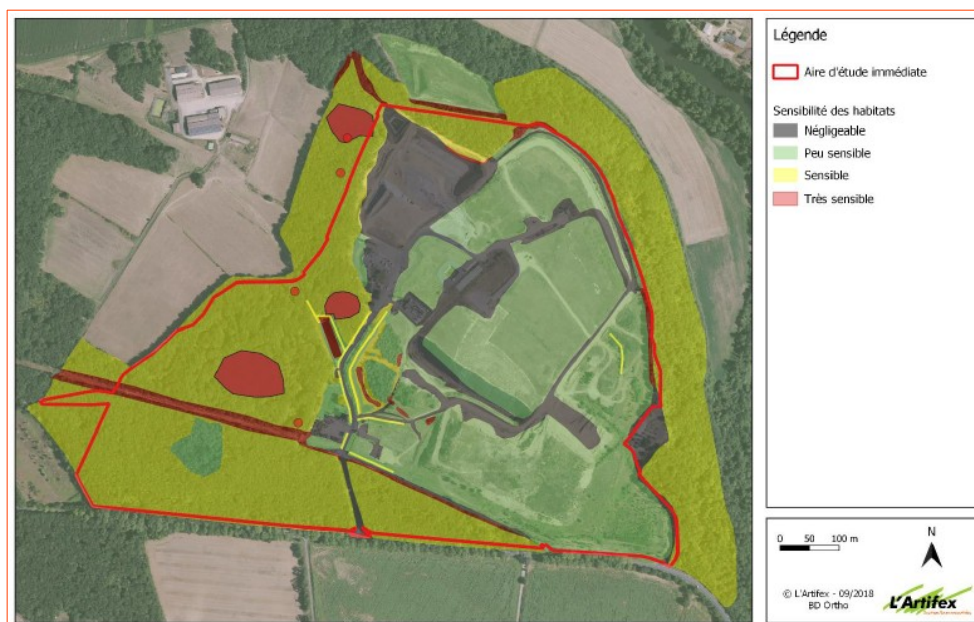 Légende
Aire d'étude immédiate
Sensibilité des habitats
Négligeable
Peu sensible
Sensible
Très sensible
0 50 100 m
N
© L'Artifex - 09/2018
BD Ortho
L'Artifex